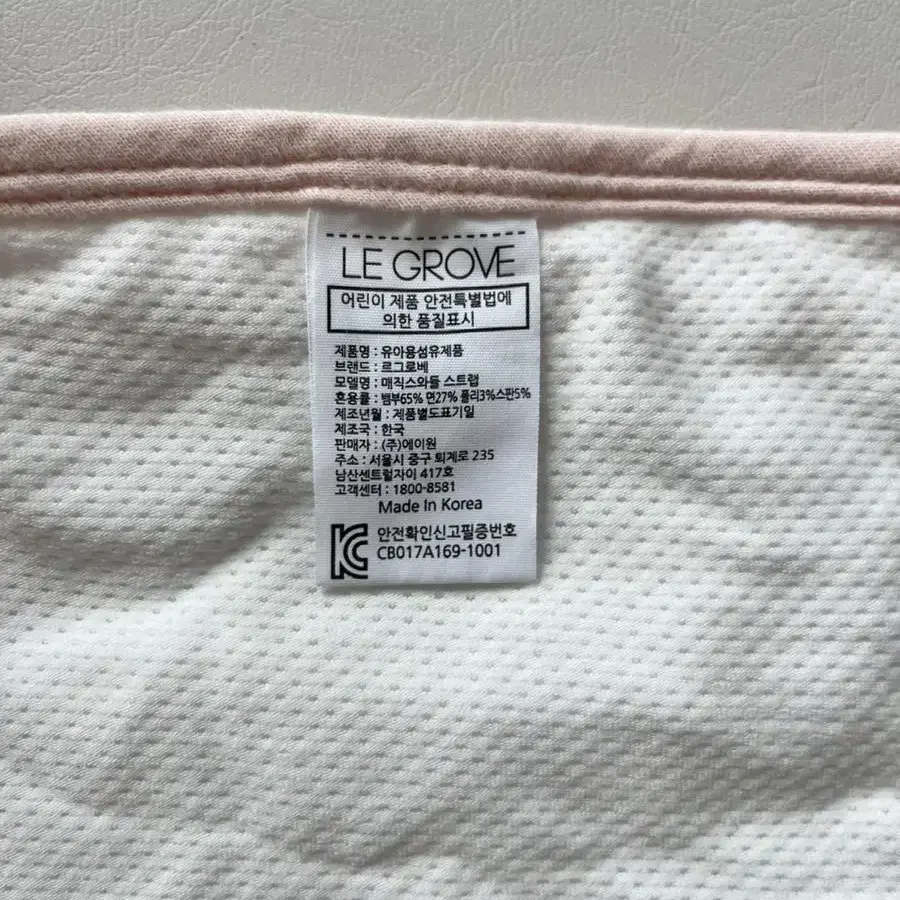 LE GROVE
어린이 제품 안전특별법에
의한 품질표시
제품명 : 유아용섬유제품
브랜드 : 르그로베
모델명 : 매직스와들 스트랩
혼용률 : 뱀부65% 면27% 폴리3%스판5%
제조년월 : 제품별도표기일
제조국 : 한국
판매자 : (주)에이원
주소 : 서울시 중구 퇴계로 235
남산센트럴자이 417호
고객센터 : 1800-8581
Made In Korea
안전확인신고필증번호
CB017A169-1001